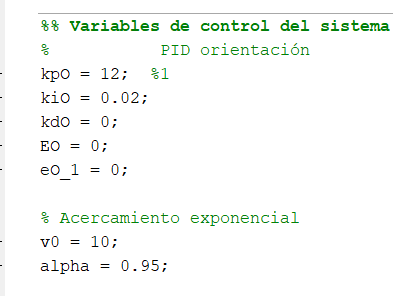 %% Variables de control del sistema
%           PID orientación
kpO = 12;  %1
kiO = 0.02;
kdO = 0;
EO = 0;
eO_1 = 0;
% Acercamiento exponencial
v0 = 10;
alpha = 0.95;